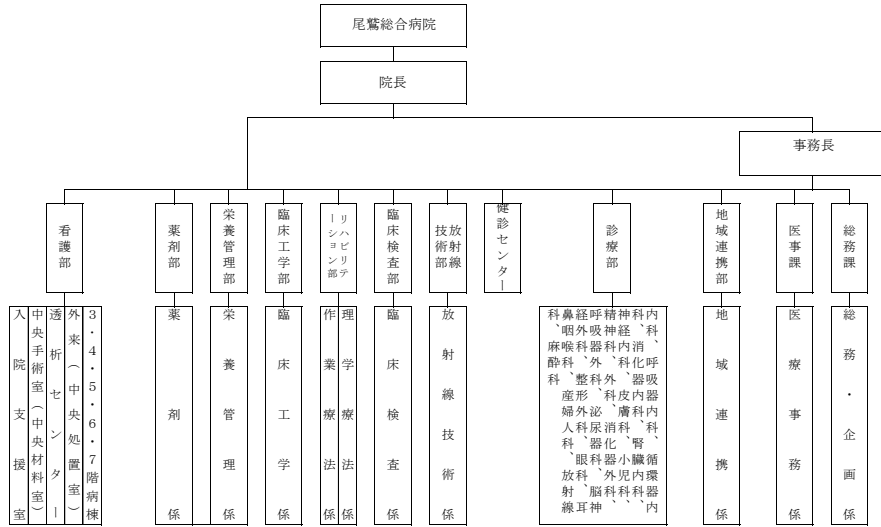 尾鷲総合病院
院長
事務長
総務課
医事課
地域連携部
診療部
健診センター
放射線
技術部
臨床検査部
リハビリテ
ーション部
臨床工学部
栄養管理部
薬剤部
看護部
総務・企画係
医療事務係
地域連携係
内科、呼吸器内科、循環器内
科、消化器内科、腎臓内科、
神経内科、皮膚科、小児科、
精神科、外科、消化器外科、
呼吸器外科、泌尿器科、脳神
経外科、整形外科、眼科、耳
鼻咽喉科、産婦人科、放射線
科、麻酔科
放射線技術係
臨床検査係
理学療法係
作業療法係
臨床工学係
栄養管理係
薬剤係
3・4・5・6・7階病棟
外来(中央処置室)
透析センター
中央手術室(中央材料室)
入院支援室